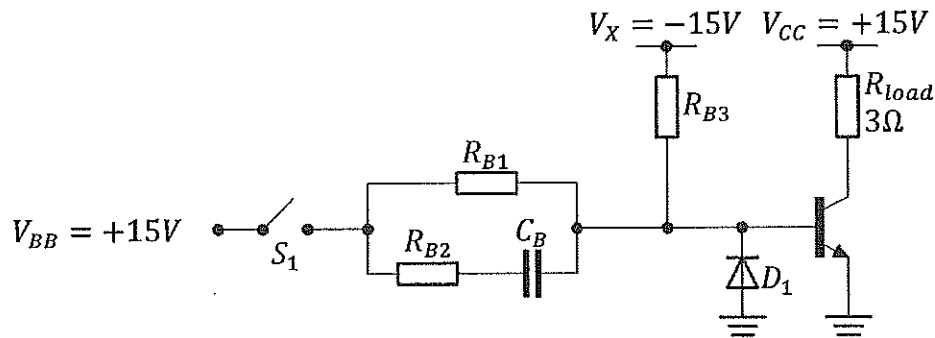 V_X = −15V
V_CC = +15V
R_B3
R_load
3Ω
R_B1
V_BB = +15V
S_1
R_B2
C_B
D_1